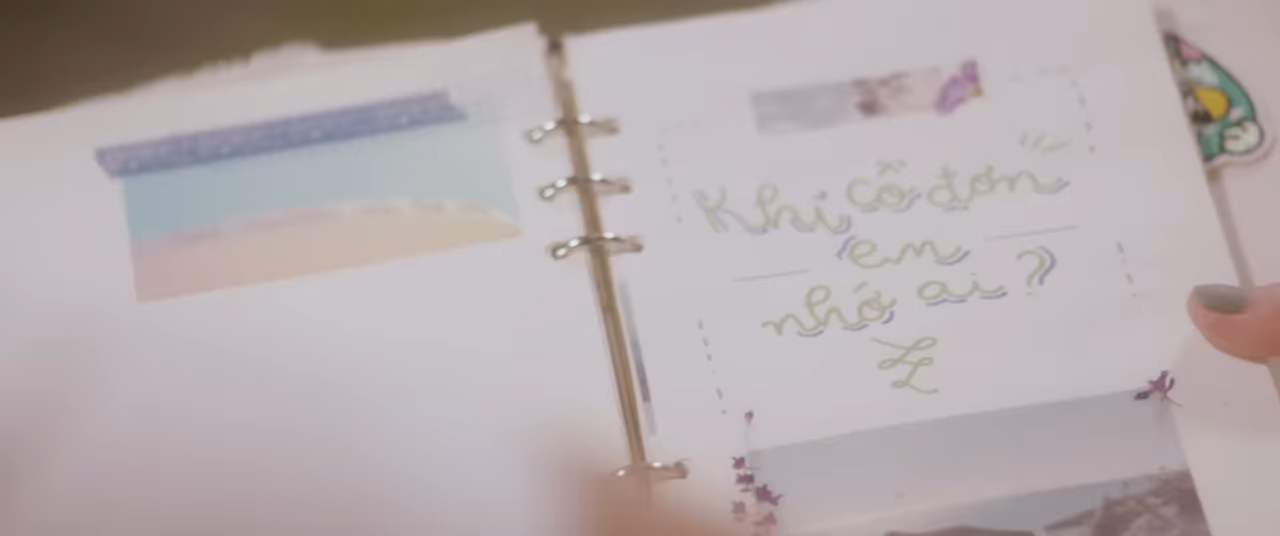 Khi cô đơn
em
nhớ ai?